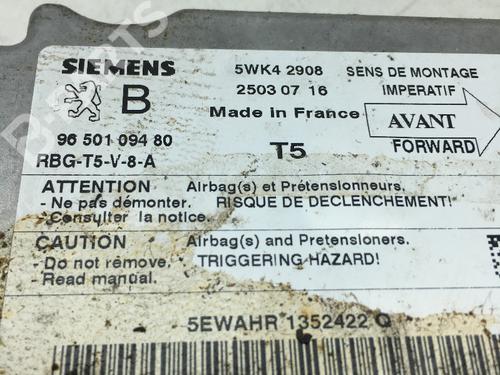 SIEMENS
5WK4 2908
SENS DE MONTAGE
IMPERATIF
B
2503 07 16
Made in France
AVANT
FORWARD
96 501 094 80
RBG-T5-V-8-A
T5
ATTENTION
Airbag(s) et Prétensionneurs.
- Ne pas démonter.
RISQUE DE DECLENCHEMENT!
- Consulter la notice.
CAUTION
Airbag(s) and Pretensioners.
- Do not remove.
TRIGGERING HAZARD!
- Read manual.
5EWAHR 1352422 Q